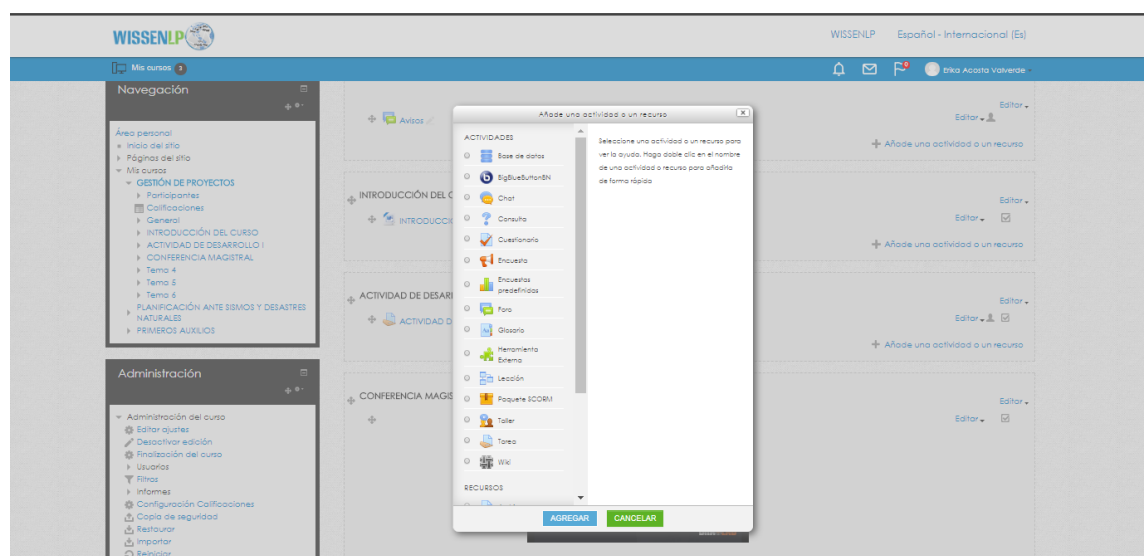 WISSENLP
WISSENLP Español - Internacional (Es)
Mis cursos 3
Erika Acosta Valverde
Navegación
Área personal
Inicio del sitio
Páginas del sitio
Mis cursos
GESTIÓN DE PROYECTOS
Participantes
Calificaciones
General
INTRODUCCIÓN DEL CURSO
ACTIVIDAD DE DESARROLLO I
CONFERENCIA MAGISTRAL
Tema 4
Tema 5
Tema 6
PLANIFICACIÓN ANTE SISMOS Y DESASTRES
NATURALES
PRIMEROS AUXILIOS
Administración
Administración del curso
Editar ajustes
Desactivar edición
Finalización del curso
Usuarios
Filtros
Informes
Configuración Calificaciones
Copia de seguridad
Restaurar
Importar
Reiniciar
Avisos
Editar
Editar
Añade una actividad o un recurso
INTRODUCCIÓN DEL C
Editar
INTRODUCCI
Editar
Añade una actividad o un recurso
ACTIVIDAD DE DESAR
Editar
ACTIVIDAD D
Editar
Añade una actividad o un recurso
CONFERENCIA MAGIS
Editar
Editar
Añade una actividad o un recurso
ACTIVIDADES
Base de datos
BigBlueButtonBN
Chat
Consulta
Cuestionario
Encuesta
Encuestas
predefinidas
Foro
Glosario
Herramienta
Externa
Lección
Paquete SCORM
Taller
Tarea
Wiki
RECURSOS
Seleccione una actividad o un recurso para
ver la ayuda. Haga doble clic en el nombre
de una actividad o recurso para añadirla
de forma rápida
AGREGAR CANCELAR